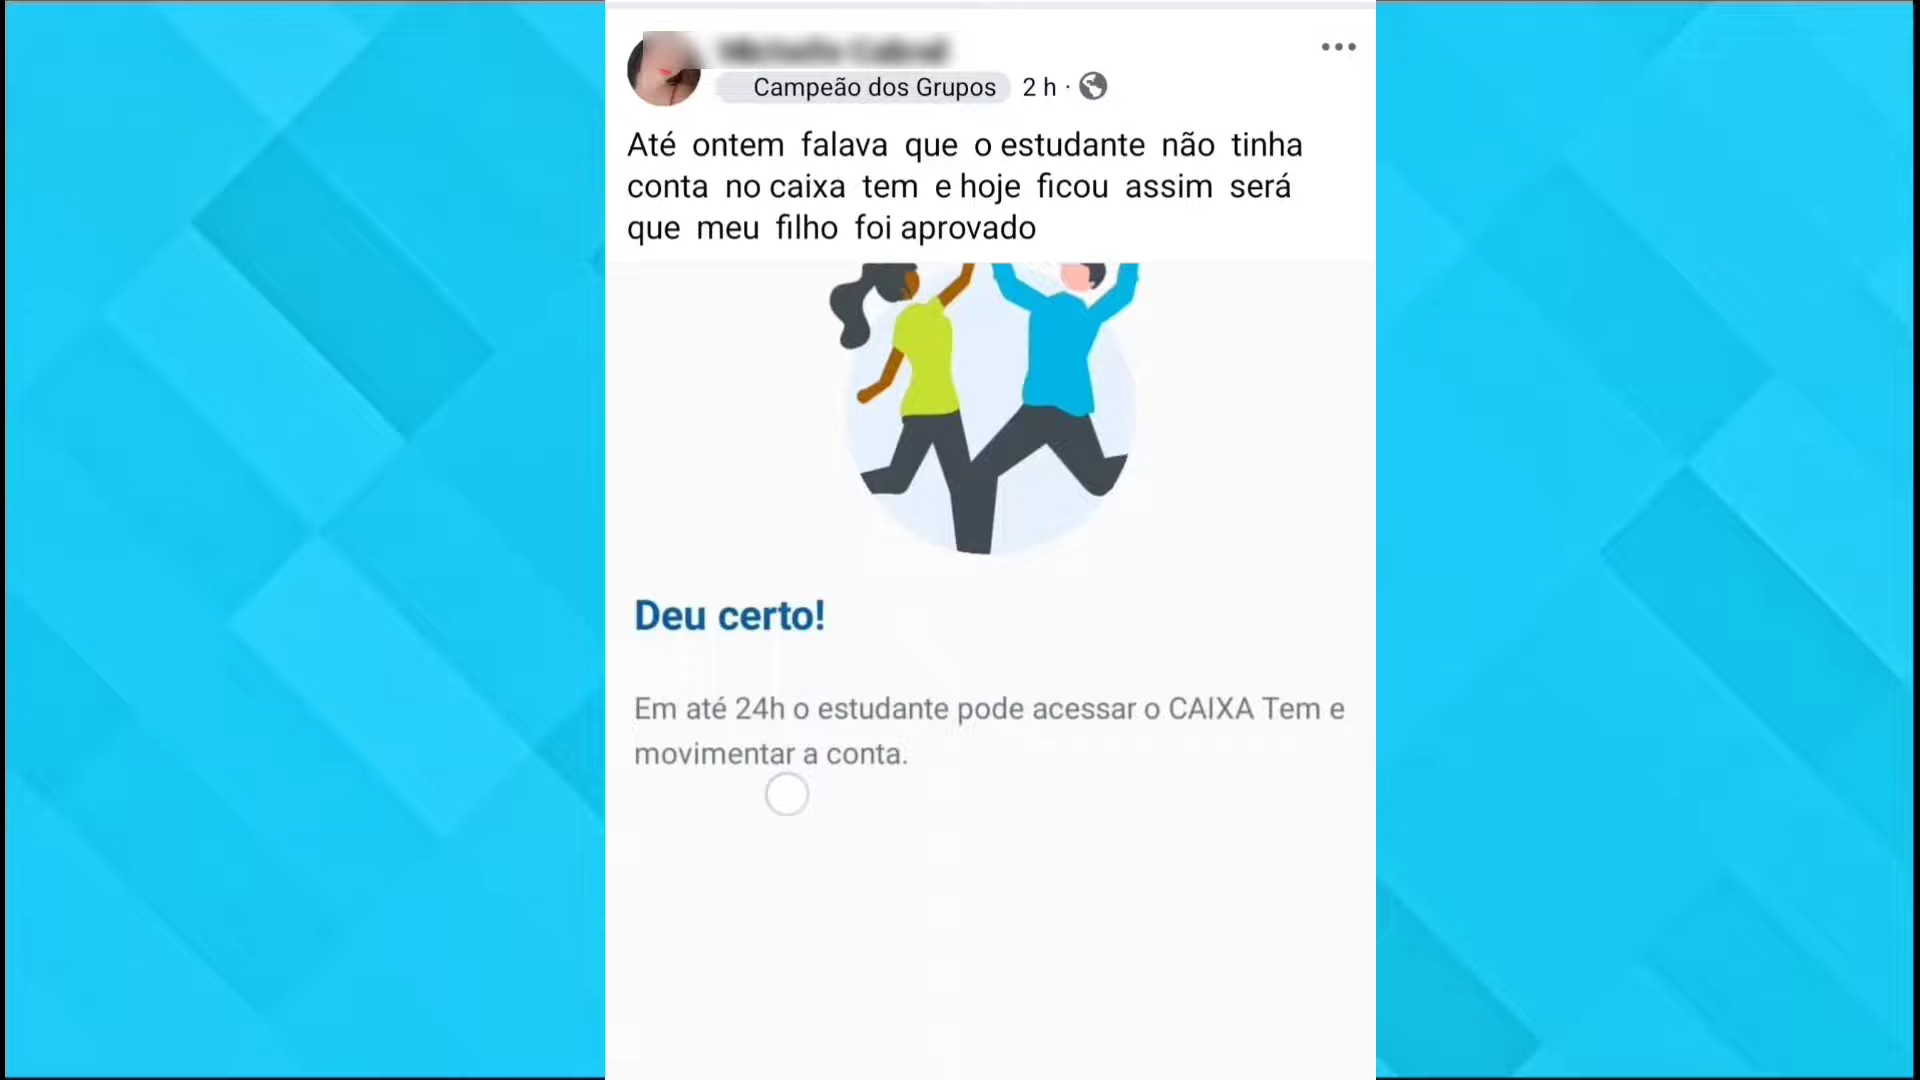 Campeão dos Grupos 2 h ·
Até ontem falava que o estudante não tinha
conta no caixa tem e hoje ficou assim será
que meu filho foi aprovado
Deu certo!
Em até 24h o estudante pode acessar o CAIXA Tem e
movimentar a conta.